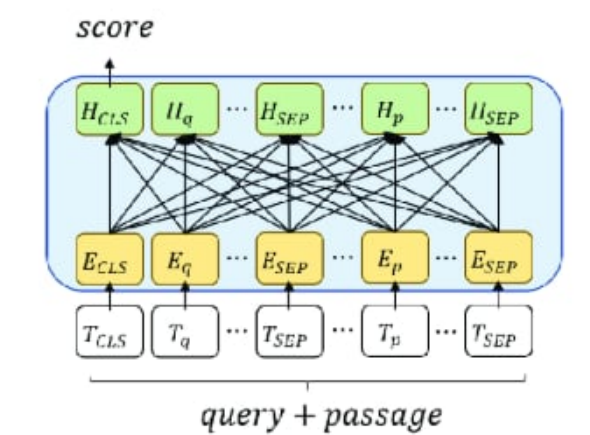 score
H_CLS H_q ... H_SEP ... H_p ... H_SEP
E_CLS E_q ... E_SEP ... E_p ... E_SEP
T_CLS T_q ... T_SEP ... T_p ... T_SEP
query + passage